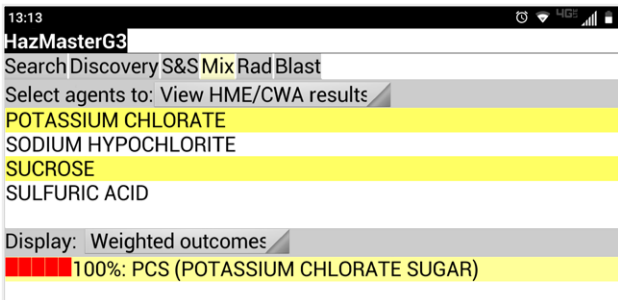 13:13 4G
HazMasterG3
Search Discovery S&S Mix Rad Blast
Select agents to: View HME/CWA results
POTASSIUM CHLORATE
SODIUM HYPOCHLORITE
SUCROSE
SULFURIC ACID
Display: Weighted outcomes
100%: PCS (POTASSIUM CHLORATE SUGAR)